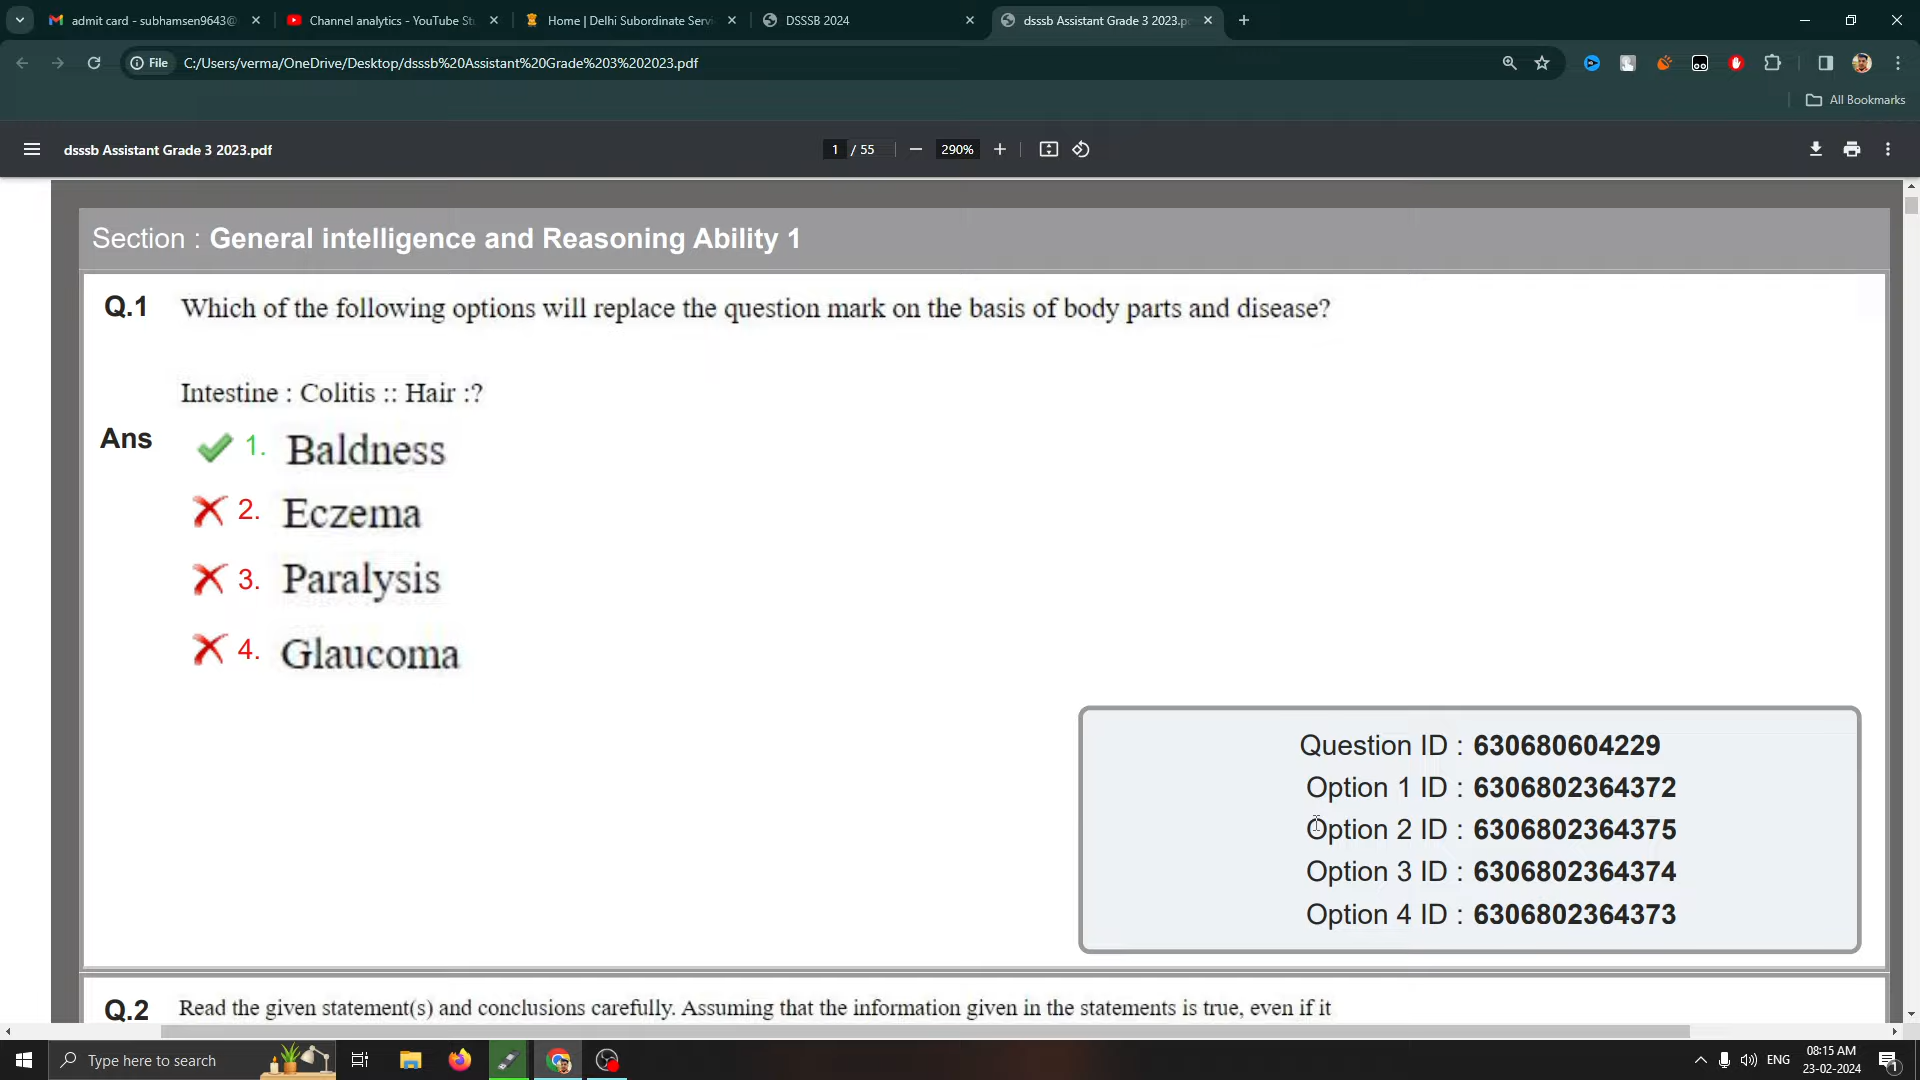 admit card - subhamsen9643@
Channel analytics - YouTube St
Home | Delhi Subordinate Servi
DSSSB 2024
dsssb Assistant Grade 3 2023.p
File
C:/Users/verma/OneDrive/Desktop/dsssb%20Assistant%20Grade%203%202023.pdf
All Bookmarks
dsssb Assistant Grade 3 2023.pdf
1 / 55
290%
Section : General intelligence and Reasoning Ability 1
Q.1 Which of the following options will replace the question mark on the basis of body parts and disease?
Intestine : Colitis :: Hair :?
Ans
1. Baldness
2. Eczema
3. Paralysis
4. Glaucoma
Question ID : 630680604229
Option 1 ID : 6306802364372
Option 2 ID : 6306802364375
Option 3 ID : 6306802364374
Option 4 ID : 6306802364373
Q.2 Read the given statement(s) and conclusions carefully. Assuming that the information given in the statements is true, even if it
Type here to search
ENG
08:15 AM
23-02-2024
1